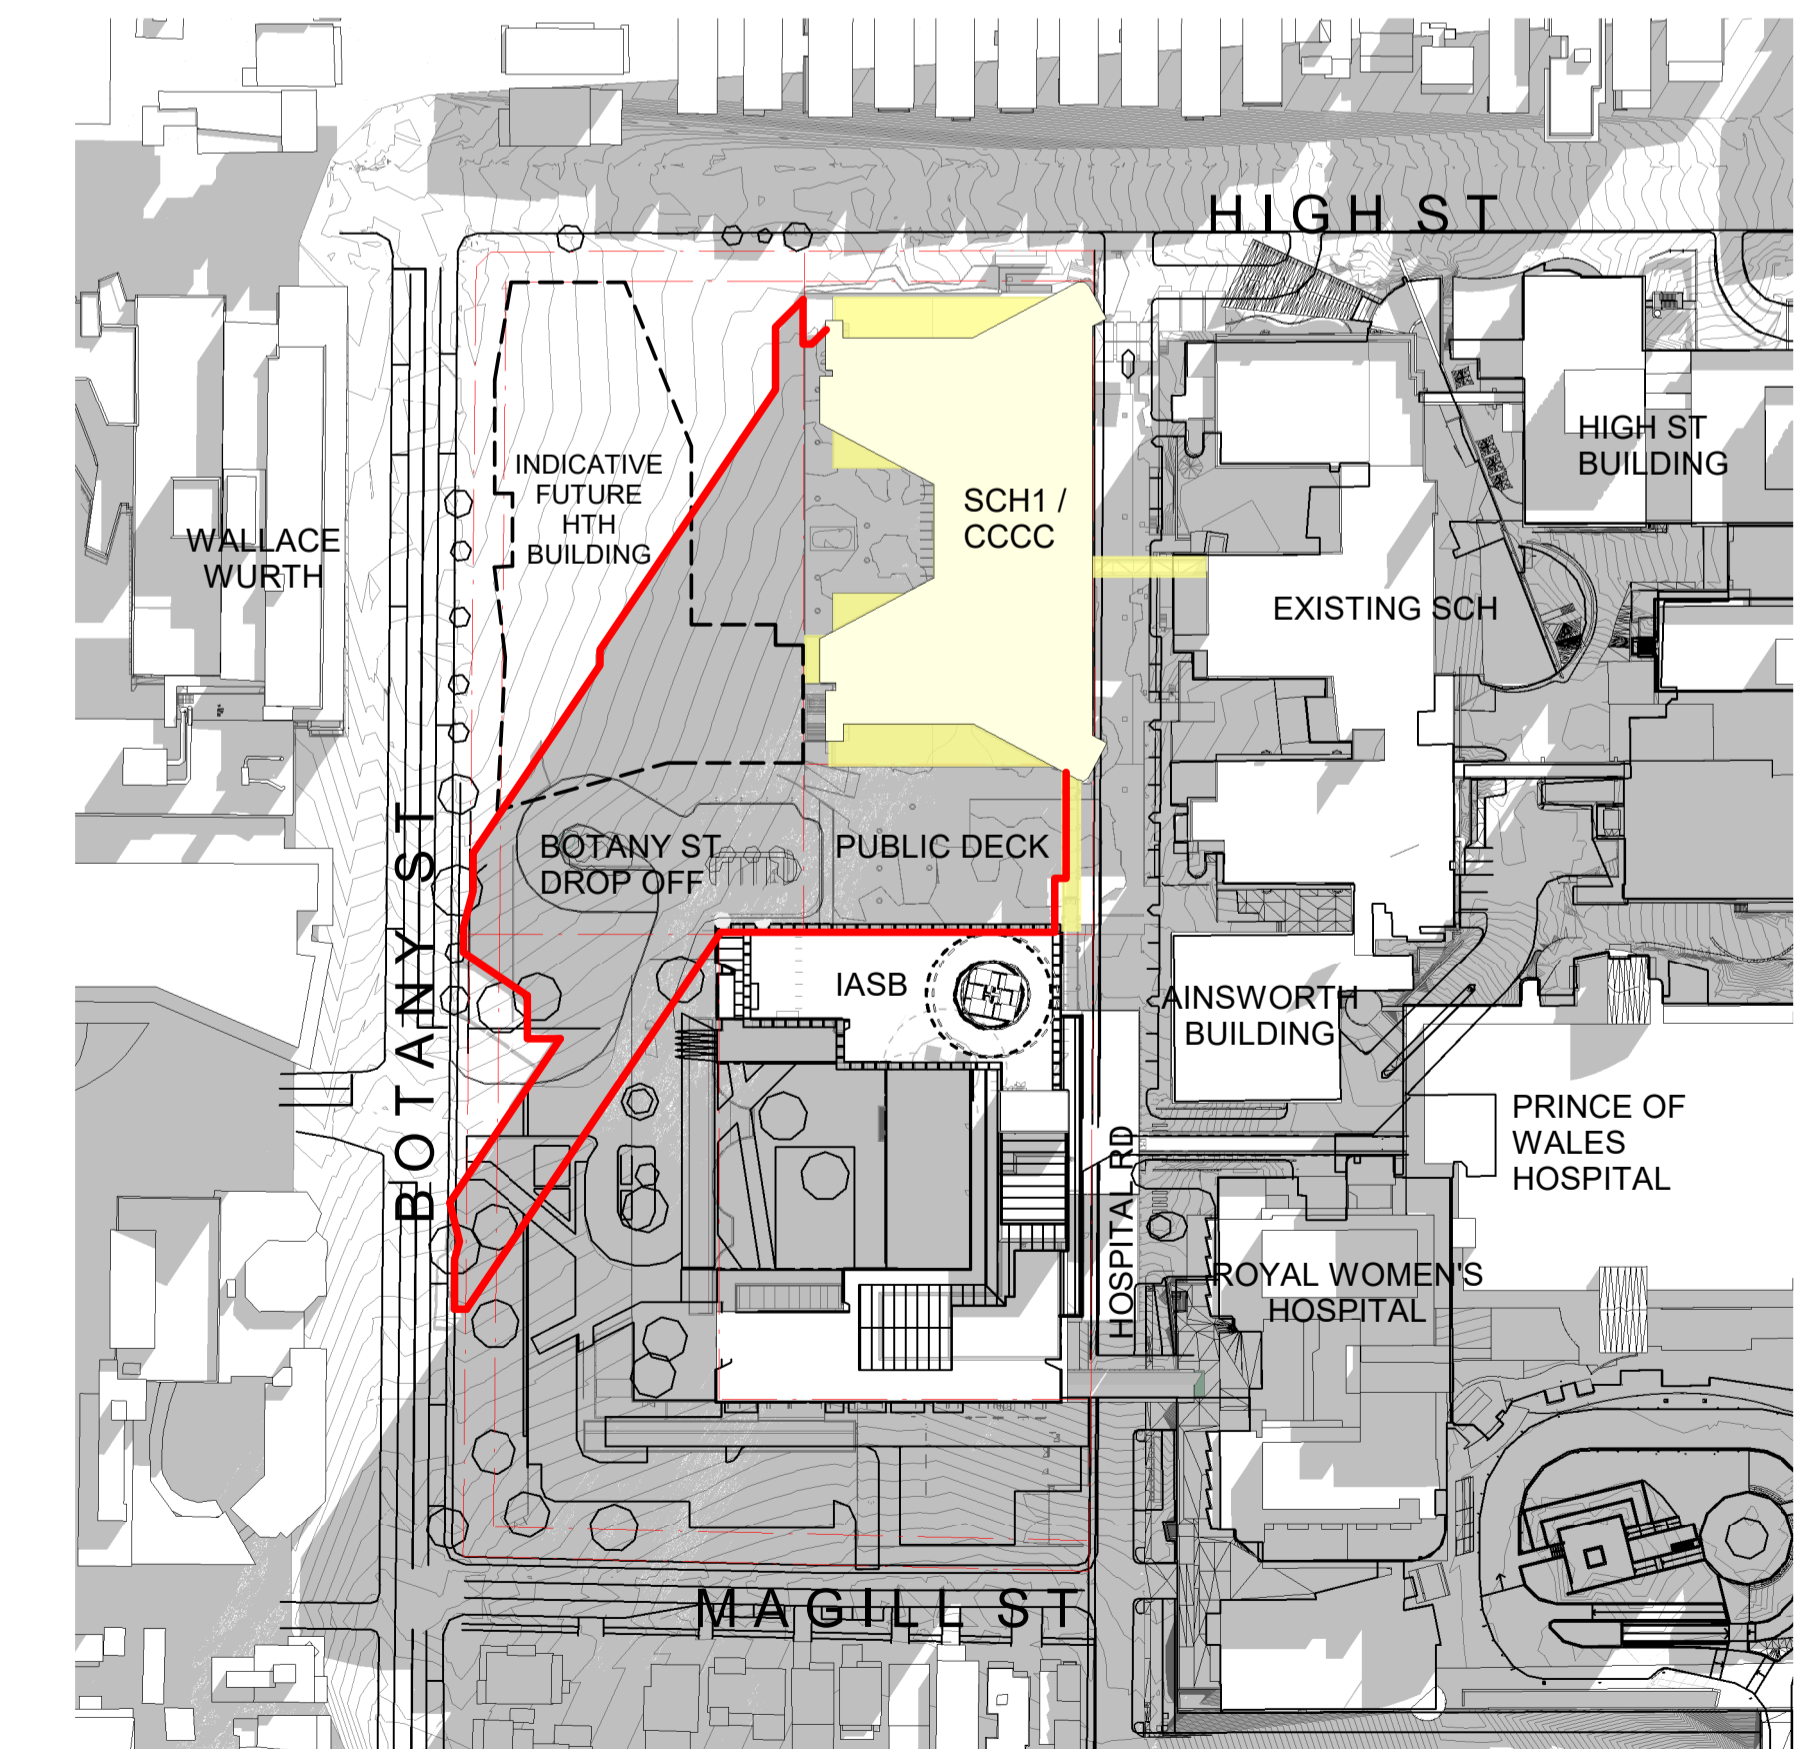 HIGH ST
HIGH ST
BUILDING
INDICATIVE
FUTURE
HTH
BUILDING
SCH1 /
CCCC
WALLACE
WURTH
EXISTING SCH
BOTANY ST
BOTANY ST
DROP OFF
PUBLIC DECK
IASB
AINSWORTH
BUILDING
PRINCE OF
WALES
HOSPITAL
HOSPITAL RD
ROYAL WOMEN'S
HOSPITAL
MAGILL ST